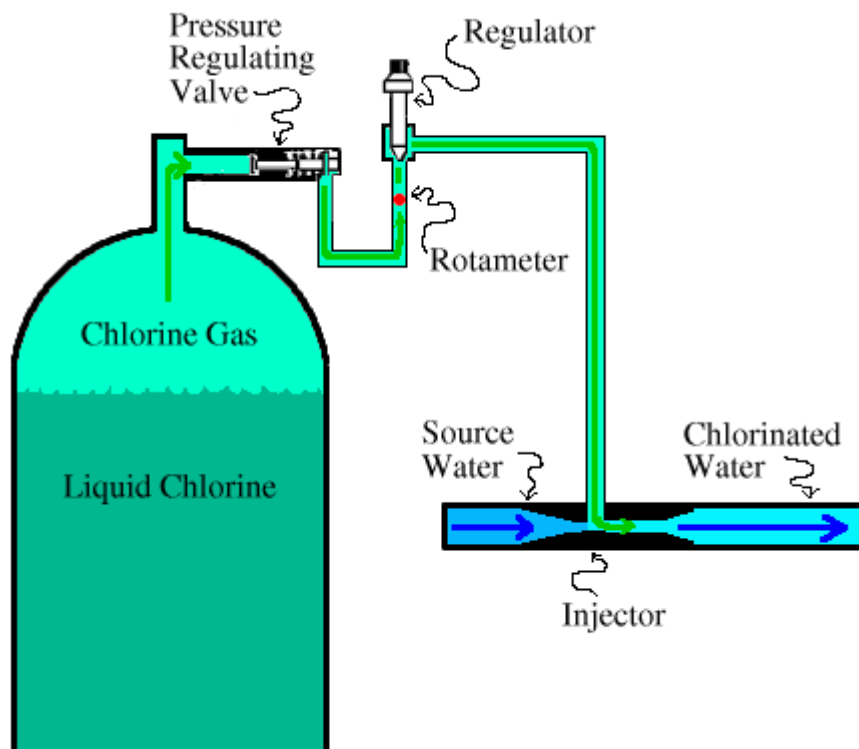 Pressure
Regulating
Valve
Regulator
Rotameter
Chlorine Gas
Liquid Chlorine
Source
Water
Chlorinated
Water
Injector